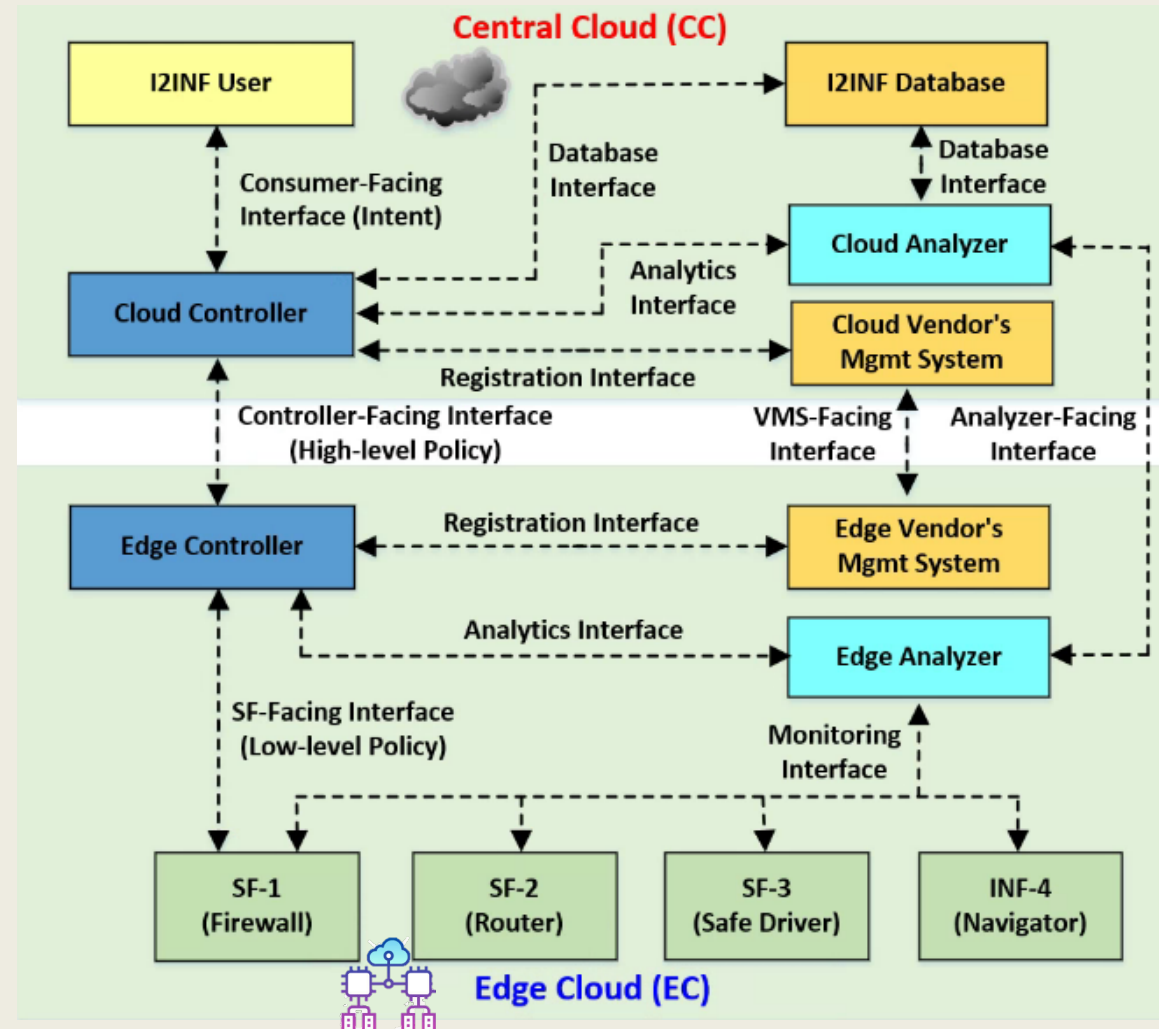 Central Cloud (CC)
I2INF User
I2INF Database
Database
Interface
Database
Interface
Consumer-Facing
Interface (Intent)
Cloud Analyzer
Analytics
Interface
Cloud Controller
Cloud Vendor's
Mgmt System
Registration Interface
Controller-Facing Interface
(High-level Policy)
VMS-Facing
Interface
Analyzer-Facing
Interface
Edge Controller
Registration Interface
Edge Vendor's
Mgmt System
Analytics Interface
Edge Analyzer
SF-Facing Interface
(Low-level Policy)
Monitoring
Interface
SF-1
(Firewall)
SF-2
(Router)
SF-3
(Safe Driver)
INF-4
(Navigator)
Edge Cloud (EC)